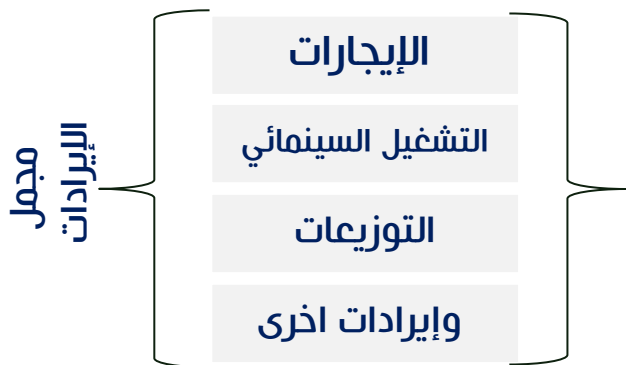 الإيجارات
التشغيل السينمائي
التوزيعات
وإيرادات اخرى
مجمل
الإيرادات